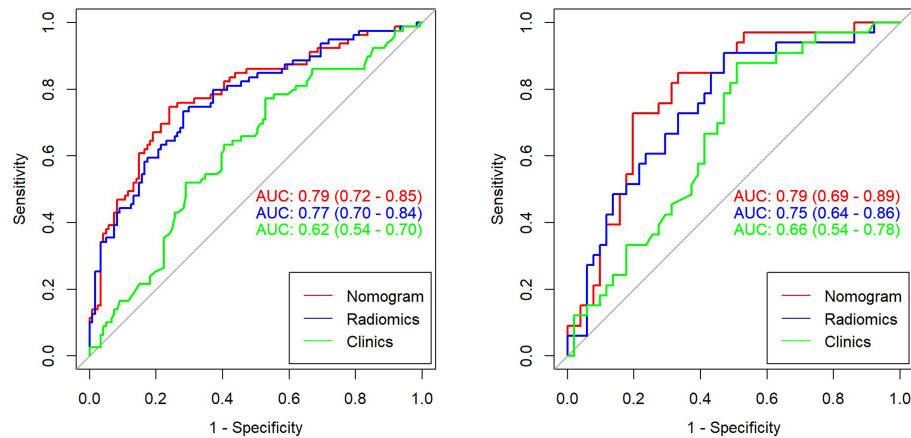 1.0
0.8
0.6
0.4
0.2
0.0
Sensitivity
AUC: 0.79 (0.72 - 0.85)
AUC: 0.77 (0.70 - 0.84)
AUC: 0.62 (0.54 - 0.70)
Nomogram
Radiomics
Clinics
0.0 0.2 0.4 0.6 0.8 1.0
1 - Specificity
1.0
0.8
0.6
0.4
0.2
0.0
Sensitivity
AUC: 0.79 (0.69 - 0.89)
AUC: 0.75 (0.64 - 0.86)
AUC: 0.66 (0.54 - 0.78)
Nomogram
Radiomics
Clinics
0.0 0.2 0.4 0.6 0.8 1.0
1 - Specificity